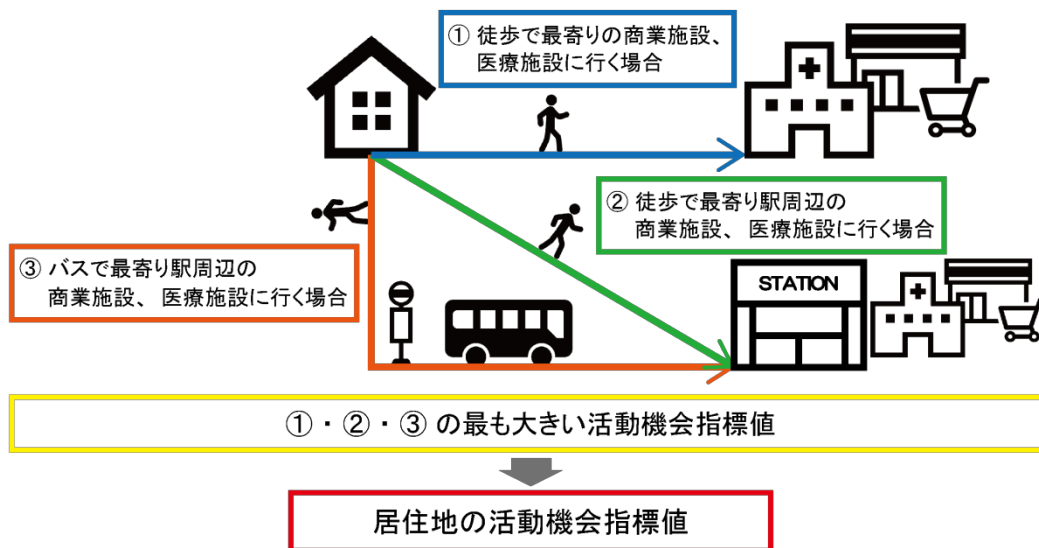 ① 徒歩で最寄りの商業施設、
医療施設に行く場合
② 徒歩で最寄り駅周辺の
商業施設、 医療施設に行く場合
③ バスで最寄り駅周辺の
商業施設、 医療施設に行く場合
STATION
①・②・③ の最も大きい活動機会指標値
居住地の活動機会指標値